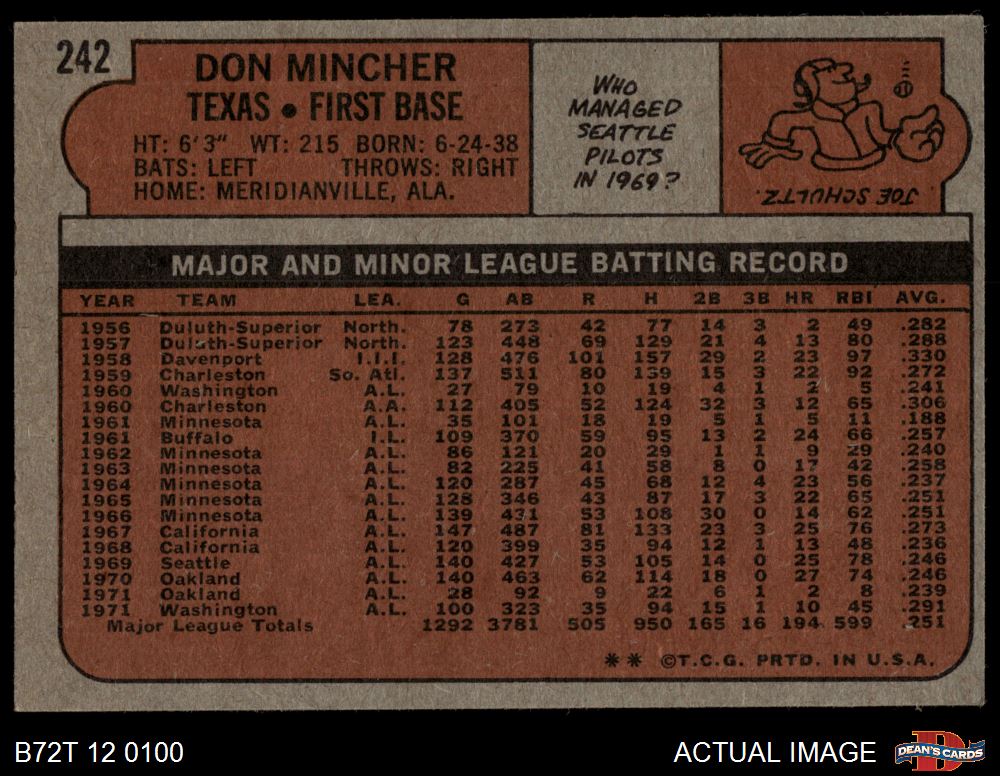 242
DON MINCHER
TEXAS • FIRST BASE
HT: 6'3" WT: 215 BORN: 6-24-38
BATS: LEFT THROWS: RIGHT
HOME: MERIDIANVILLE, ALA.
WHO
MANAGED
SEATTLE
PILOTS
IN 1969?
JOE SCHULTZ.
MAJOR AND MINOR LEAGUE BATTING RECORD
YEAR TEAM LEA. G AB R H 2B 3B HR RBI AVG.
1956 Duluth-Superior North. 78 273 42 77 14 3 2 49 .282
1957 Duluth-Superior North. 123 448 69 129 21 4 13 80 .288
1958 Davenport I.I.I. 128 476 101 157 29 2 23 97 .330
1959 Charleston So. Atl. 137 511 80 139 15 3 22 92 .272
1960 Washington A.L. 27 79 10 19 4 1 2 5 .241
1960 Charleston A.A. 112 405 52 124 32 3 12 65 .306
1961 Minnesota A.L. 35 101 18 19 5 1 5 11 .188
1961 Buffalo I.L. 109 370 59 95 13 2 24 66 .257
1962 Minnesota A.L. 86 121 20 29 1 1 9 29 .240
1963 Minnesota A.L. 82 225 41 58 8 0 17 42 .258
1964 Minnesota A.L. 120 287 45 68 12 4 23 56 .237
1965 Minnesota A.L. 128 346 43 87 17 3 22 65 .251
1966 Minnesota A.L. 139 431 53 108 30 0 14 62 .251
1967 California A.L. 147 487 81 133 23 3 25 76 .273
1968 California A.L. 120 399 35 94 12 1 13 48 .236
1969 Seattle A.L. 140 427 53 105 14 0 25 78 .246
1970 Oakland A.L. 140 463 62 114 18 0 27 74 .246
1971 Oakland A.L. 28 92 9 22 6 1 2 8 .239
1971 Washington A.L. 100 323 35 94 15 1 10 45 .291
Major League Totals 1292 3781 505 950 165 16 194 599 .251
** ©T.C.G. PRTD. IN U.S.A.
B72T 12 0100
ACTUAL IMAGE
D
DEAN'S CARDS